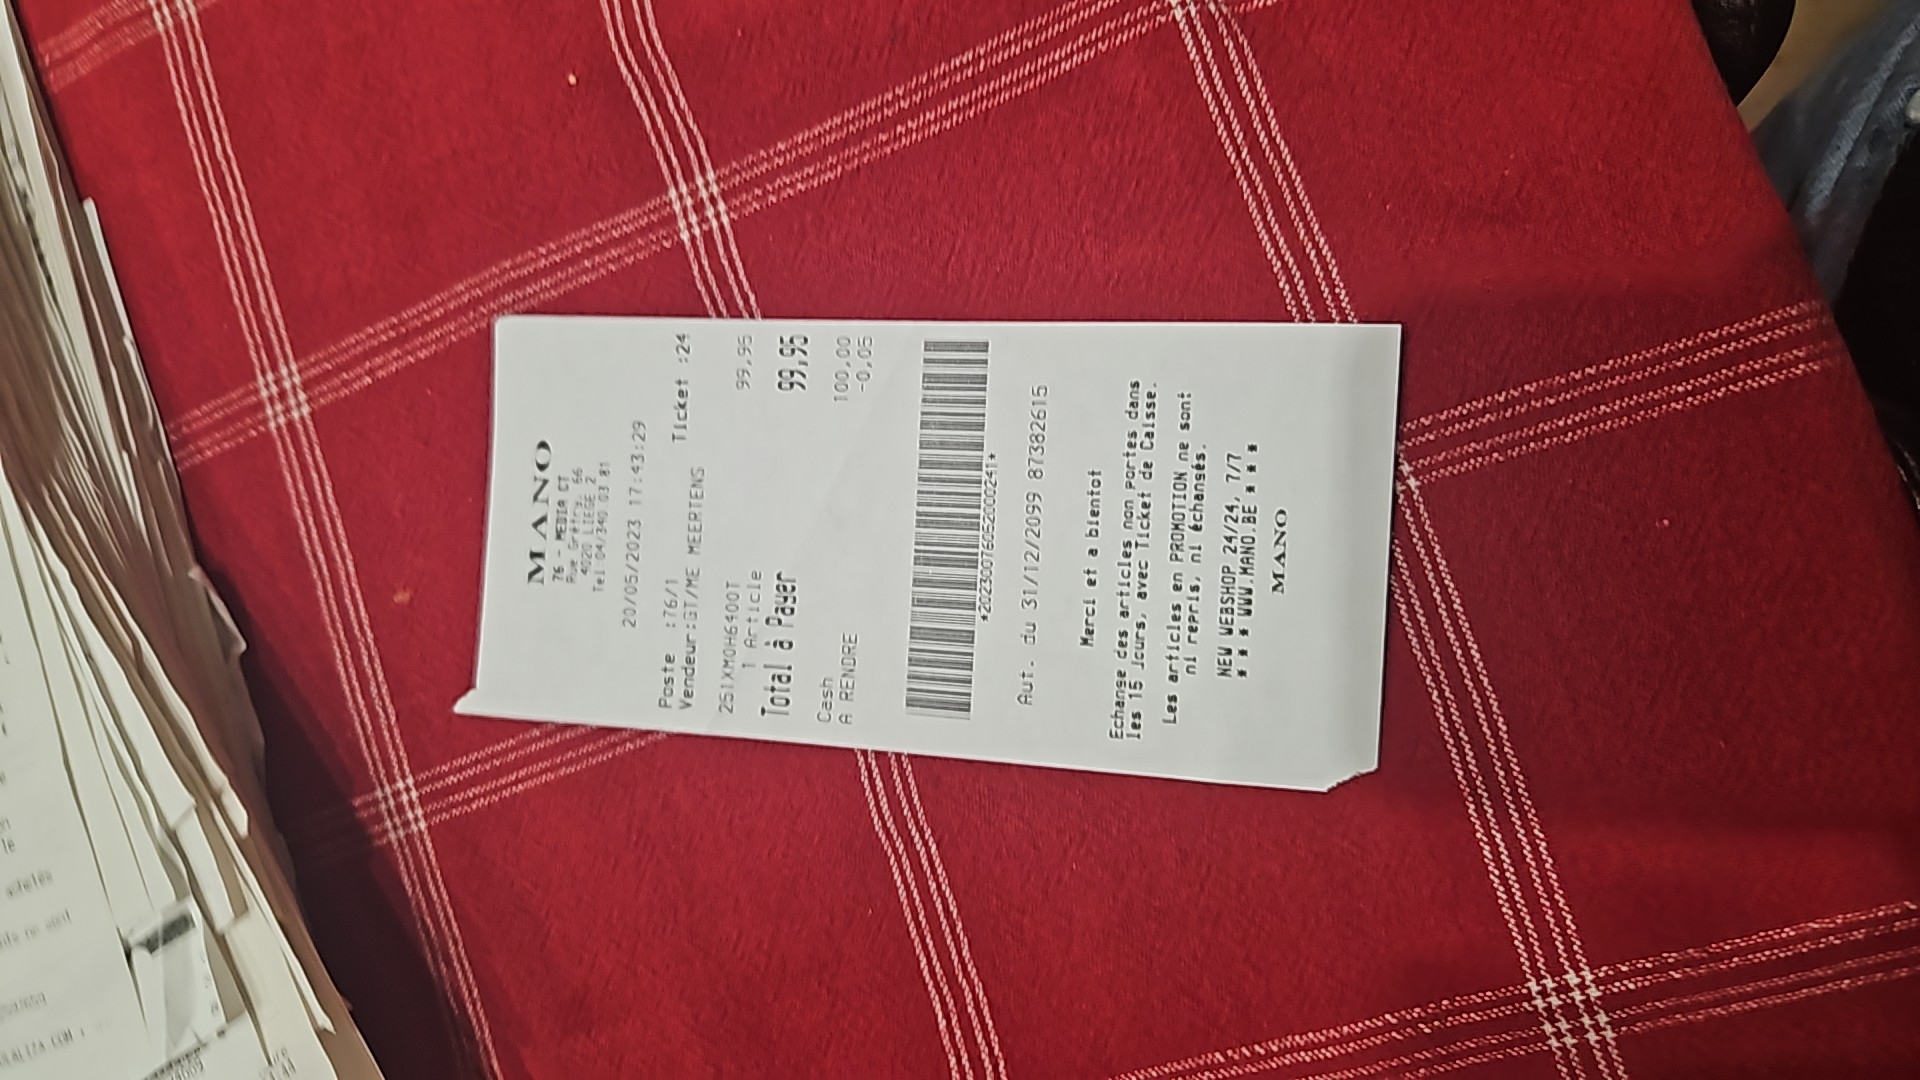 MANO
76 - MEDIA CT
Rue Grétry, 66
4020 LIEGE 2
Tel:04/340.03.81
20/05/2023 17:43:29
Poste :76/1 Ticket :24
Vendeur:GT/ME MEERTENS
251XMOH6400T 99,95
1 Article
Total à Payer 99,95
Cash 100,00
A RENDRE -0,05
*20230076052000241*
Aut. du 31/12/2099 87382615
Merci et a bientot
Echange des articles non portes dans
les 15 jours, avec Ticket de Caisse.
Les articles en PROMOTION ne sont
ni repris, ni échangés.
NEW WEBSHOP 24/24, 7/7
* * * WWW.MANO.BE * * *
MANO